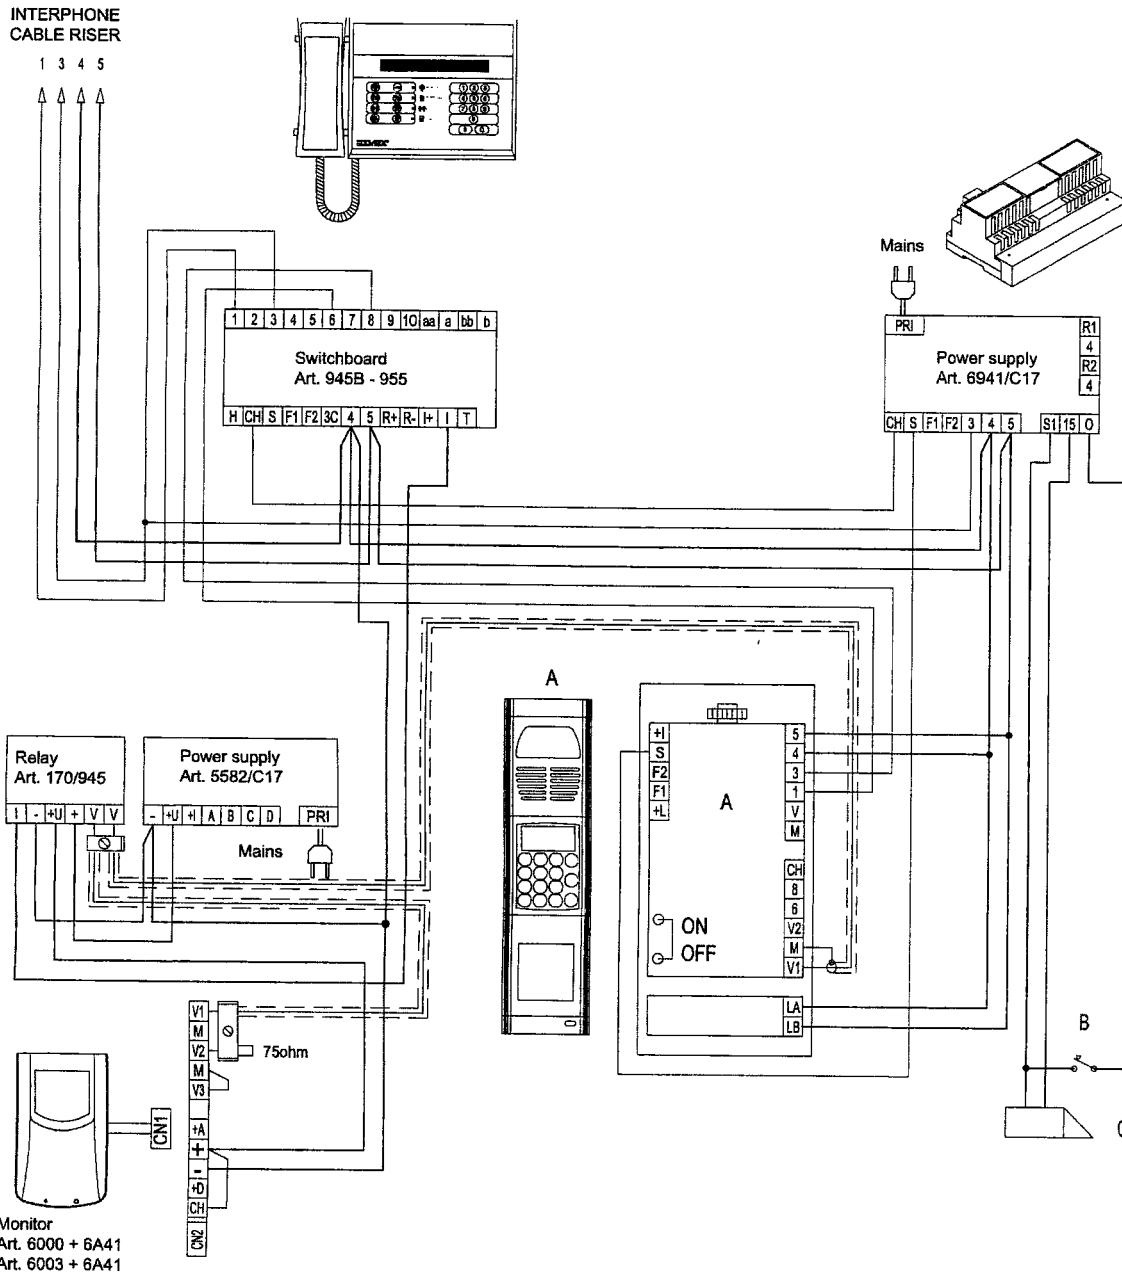 INTERPHONE
CABLE RISER
1 3 4 5
Mains
1 2 3 4 5 6 7 8 9 10 aa a bb b
Switchboard
Art. 945B - 955
H CH S F1 F2 3C 4 5 R+ R- I+ I T
PRI
R1
4
R2
4
Power supply
Art. 6941/C17
CH S F1 F2 3 4 5 S1 15 O
A
Relay
Art. 170/945
I - +U + V V
Power supply
Art. 5582/C17
- +U +I A B C D PRI
Mains
+I
S
F2
F1
+L
A
5
4
3
1
V
M
CH
8
6
V2
M
V1
ON
OFF
LA
LB
B
V1
M
V2
M
V3
75ohm
+A
+
-
+D
CH
CN2
CN1
Monitor
Art. 6000 + 6A41
Art. 6003 + 6A41